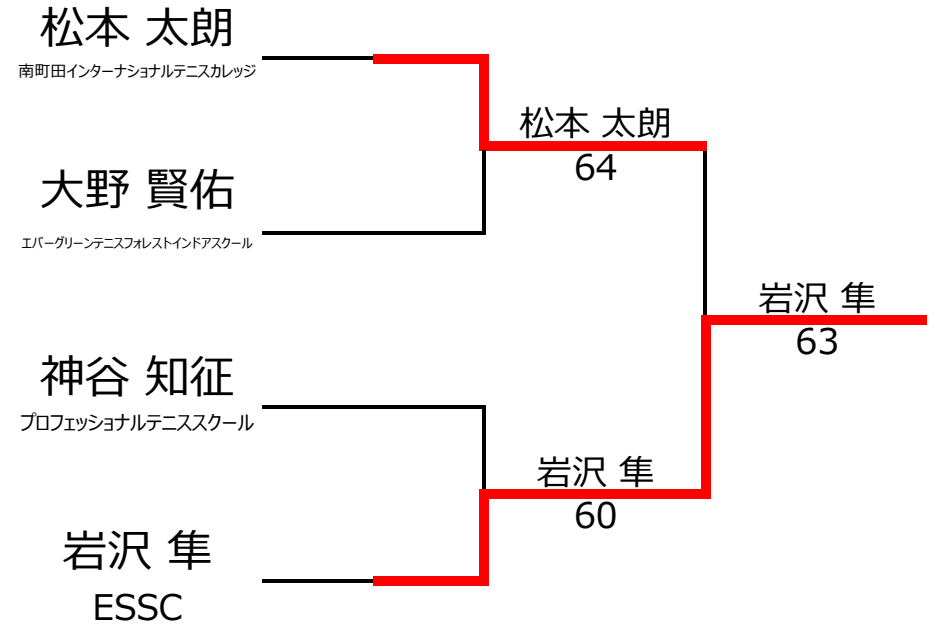 松本 太朗
南町田インターナショナルテニスカレッジ
松本 太朗
64
大野 賢佑
エバーグリーンテニスフォレストインドアスクール
岩沢 隼
63
神谷 知征
プロフェッショナルテニススクール
岩沢 隼
60
岩沢 隼
ESSC